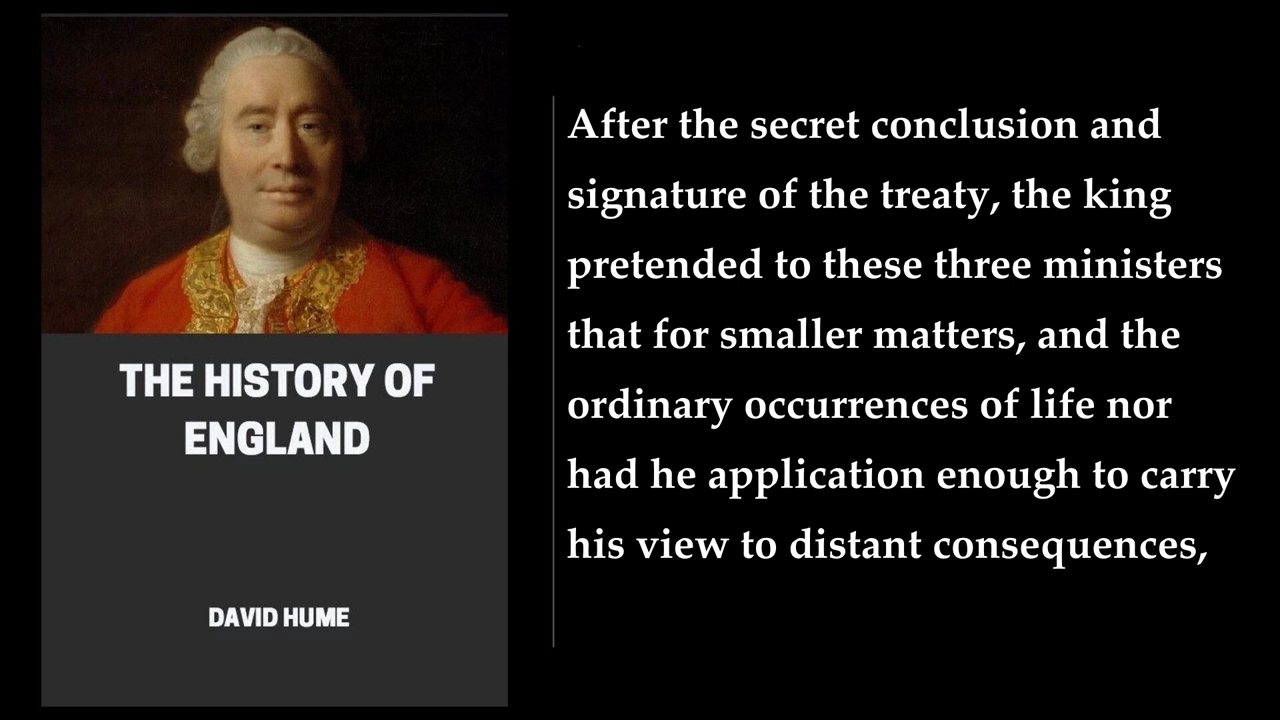 THE HISTORY OF
ENGLAND
DAVID HUME
After the secret conclusion and
signature of the treaty, the king
pretended to these three ministers
that for smaller matters, and the
ordinary occurrences of life nor
had he application enough to carry
his view to distant consequences,